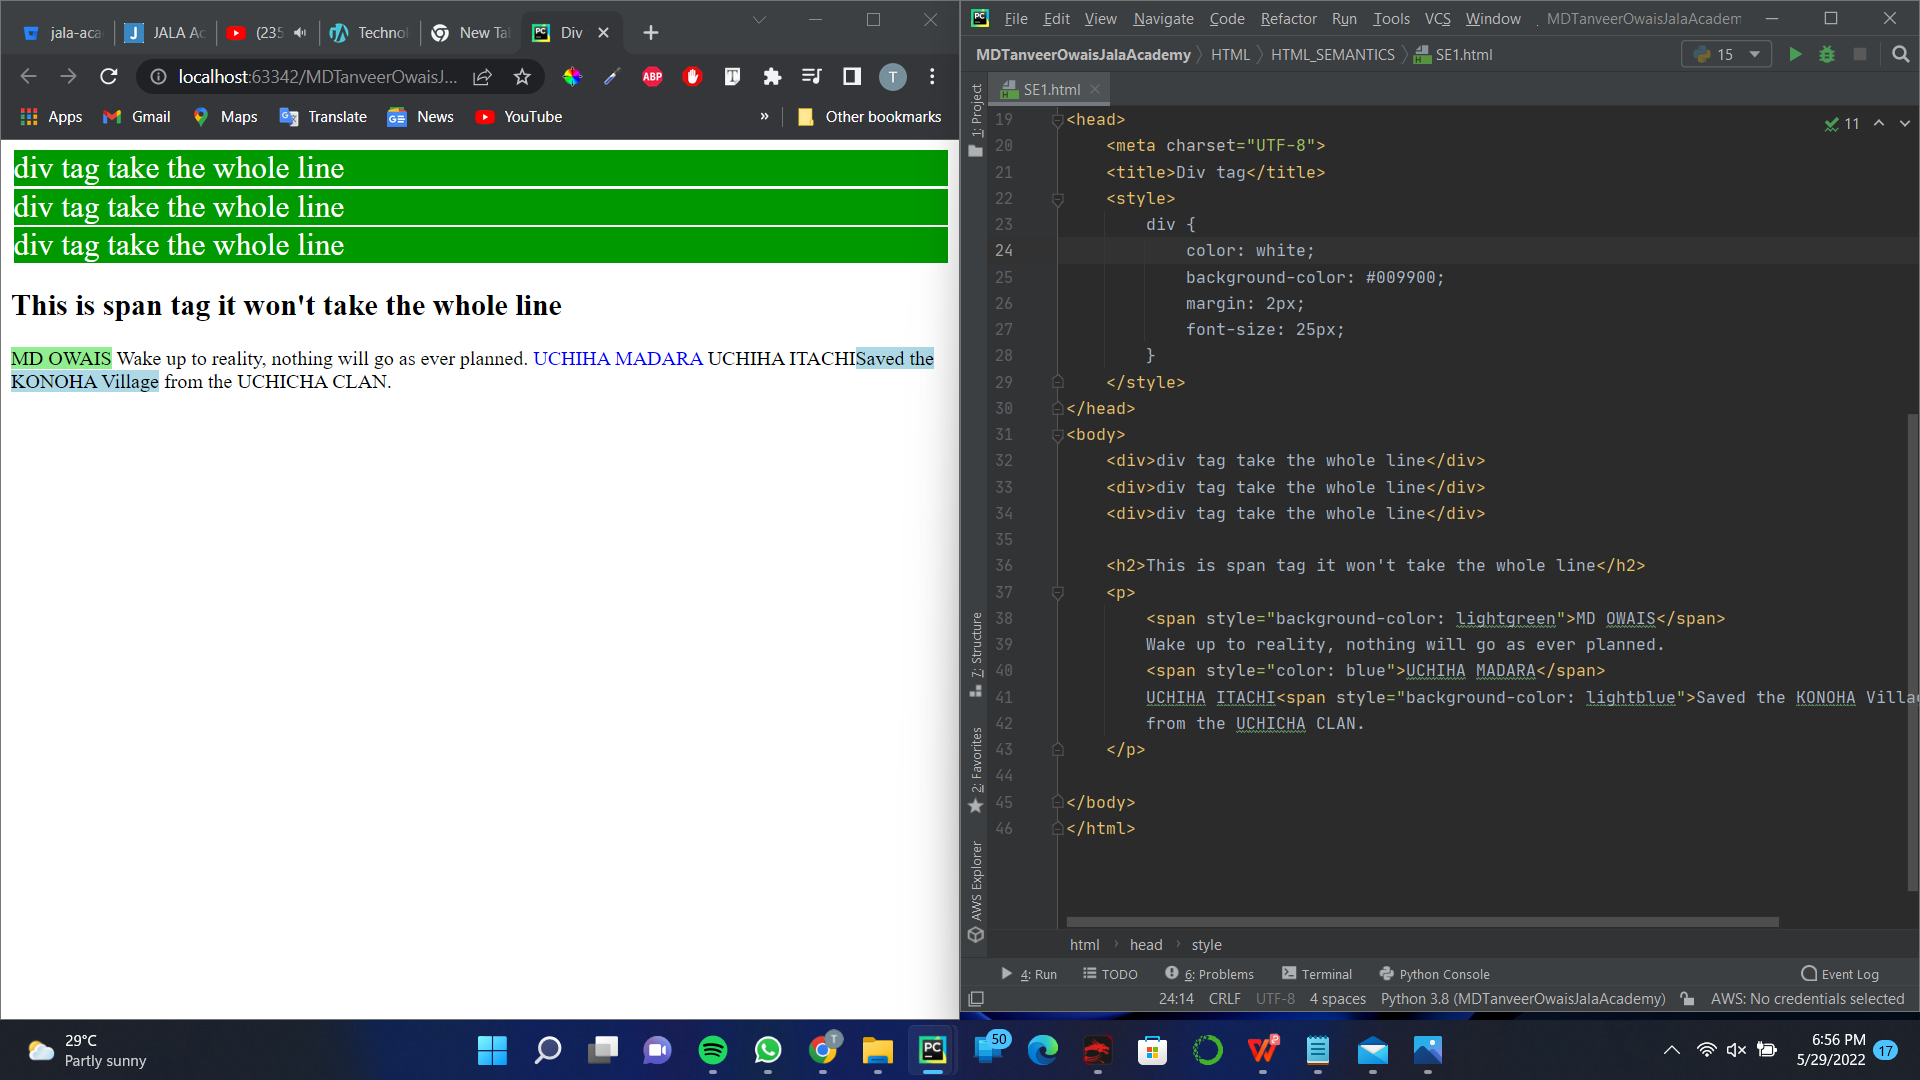 jala-aca
JALA Ac
(235
Techno
New Ta
Div
localhost:63342/MDTanveerOwaisJ...
ABP
T
Apps
Gmail
Maps
Translate
News
YouTube
»
Other bookmarks
div tag take the whole line
div tag take the whole line
div tag take the whole line
This is span tag it won't take the whole line
MD OWAIS Wake up to reality, nothing will go as ever planned. UCHIHA MADARA UCHIHA ITACHISaved the
KONOHA Village from the UCHICHA CLAN.
File Edit View Navigate Code Refactor Run Tools VCS Window MDTanveerOwaisJalaAcadem
MDTanveerOwaisJalaAcademy HTML HTML_SEMANTICS SE1.html
15
SE1.html
1: Project
11
19 <head>
20 <meta charset="UTF-8">
21 <title>Div tag</title>
22 <style>
23 div {
24 color: white;
25 background-color: #009900;
26 margin: 2px;
27 font-size: 25px;
28 }
29 </style>
30 </head>
31 <body>
32 <div>div tag take the whole line</div>
33 <div>div tag take the whole line</div>
34 <div>div tag take the whole line</div>
35
36 <h2>This is span tag it won't take the whole line</h2>
37 <p>
38 <span style="background-color: lightgreen">MD OWAIS</span>
39 Wake up to reality, nothing will go as ever planned.
40 <span style="color: blue">UCHIHA MADARA</span>
41 UCHIHA ITACHI<span style="background-color: lightblue">Saved the KONOHA Villag
42 from the UCHICHA CLAN.
43 </p>
44
45 </body>
46 </html>
7: Structure
2: Favorites
AWS Explorer
html head style
4: Run TODO 6: Problems Terminal Python Console Event Log
24:14 CRLF UTF-8 4 spaces Python 3.8 (MDTanveerOwaisJalaAcademy) AWS: No credentials selected
29°C
Partly sunny
50
6:56 PM
5/29/2022
17